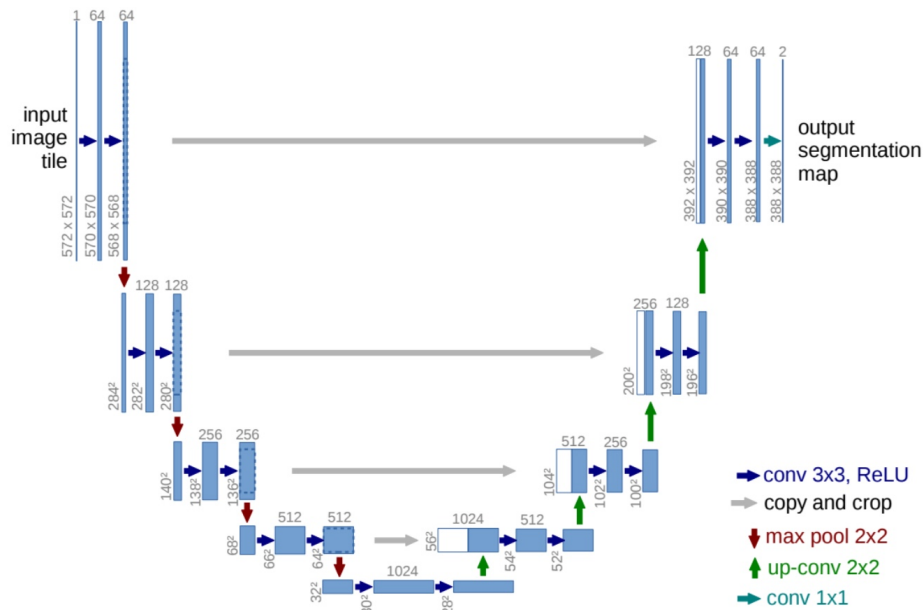 1 64 64
128 64 64 2
input
image
tile
output
segmentation
map
572 x 572
570 x 570
568 x 568
392 x 392
390 x 390
388 x 388
388 x 388
128 128
256 128
284²
282²
280²
200²
198²
196²
256 256
512 256
140²
138²
136²
104²
102²
100²
512 512
1024 512
68²
66²
64²
56²
54²
52²
1024
32²
conv 3x3, ReLU
copy and crop
max pool 2x2
up-conv 2x2
conv 1x1